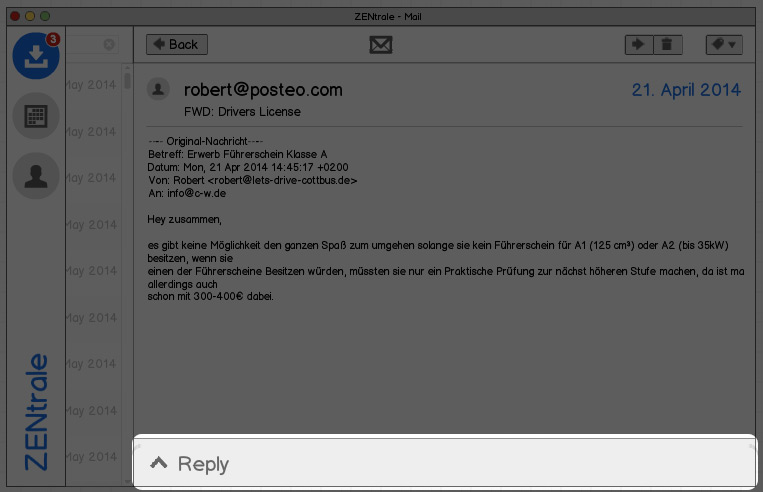 ZENtrale - Mail
3
Back
May 2014
May 2014
May 2014
May 2014
May 2014
May 2014
May 2014
May 2014
May 2014
ZENtrale
robert@posteo.com
21. April 2014
FWD: Drivers License
---- Original-Nachricht----
Betreff: Erwerb Führerschein Klasse A
Datum: Mon, 21 Apr 2014 14:45:17 +0200
Von: Robert <robert@lets-drive-cottbus.de>
An: info@c-w.de
Hey zusammen,
es gibt keine Möglichkeit den ganzen Spaß zum umgehen solange sie kein Führerschein für A1 (125 cm³) oder A2 (bis 35kW)
besitzen, wenn sie
einen der Führerscheine Besitzen würden, müssten sie nur ein Praktische Prüfung zur nächst höheren Stufe machen, da ist ma
allerdings auch
schon mit 300-400€ dabei.
Reply